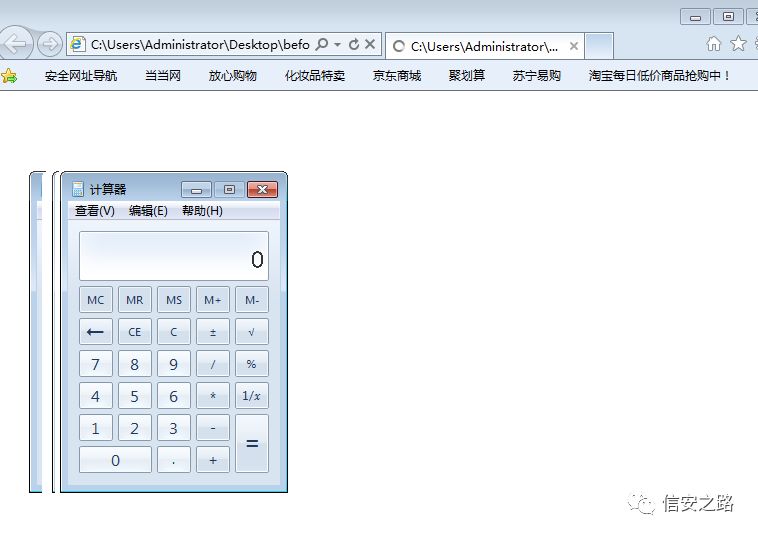 C:\Users\Administrator\Desktop\befo
C:\Users\Administrator\...
安全网址导航 当当网 放心购物 化妆品特卖 京东商城 聚划算 苏宁易购 淘宝每日低价商品抢购中！
计算器
查看(V) 编辑(E) 帮助(H)
0
MC MR MS M+ M-
← CE C ± √
7 8 9 / %
4 5 6 * 1/x
1 2 3 - =
0 . +
信安之路